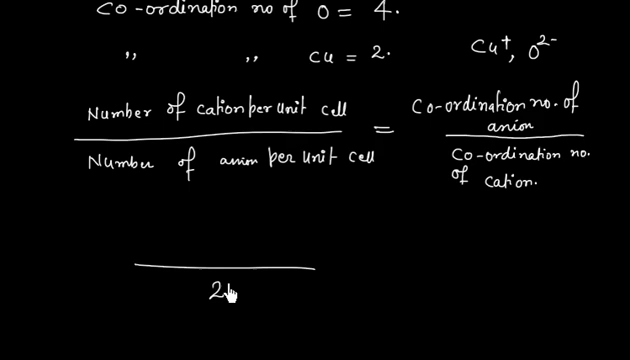 Co-ordination no of O = 4.
,, ,, Cu = 2. Cu⁺, O²⁻
Number of cation per unit cell = Co-ordination no. of anion
Number of anion per unit cell Co-ordination no. of cation.
2